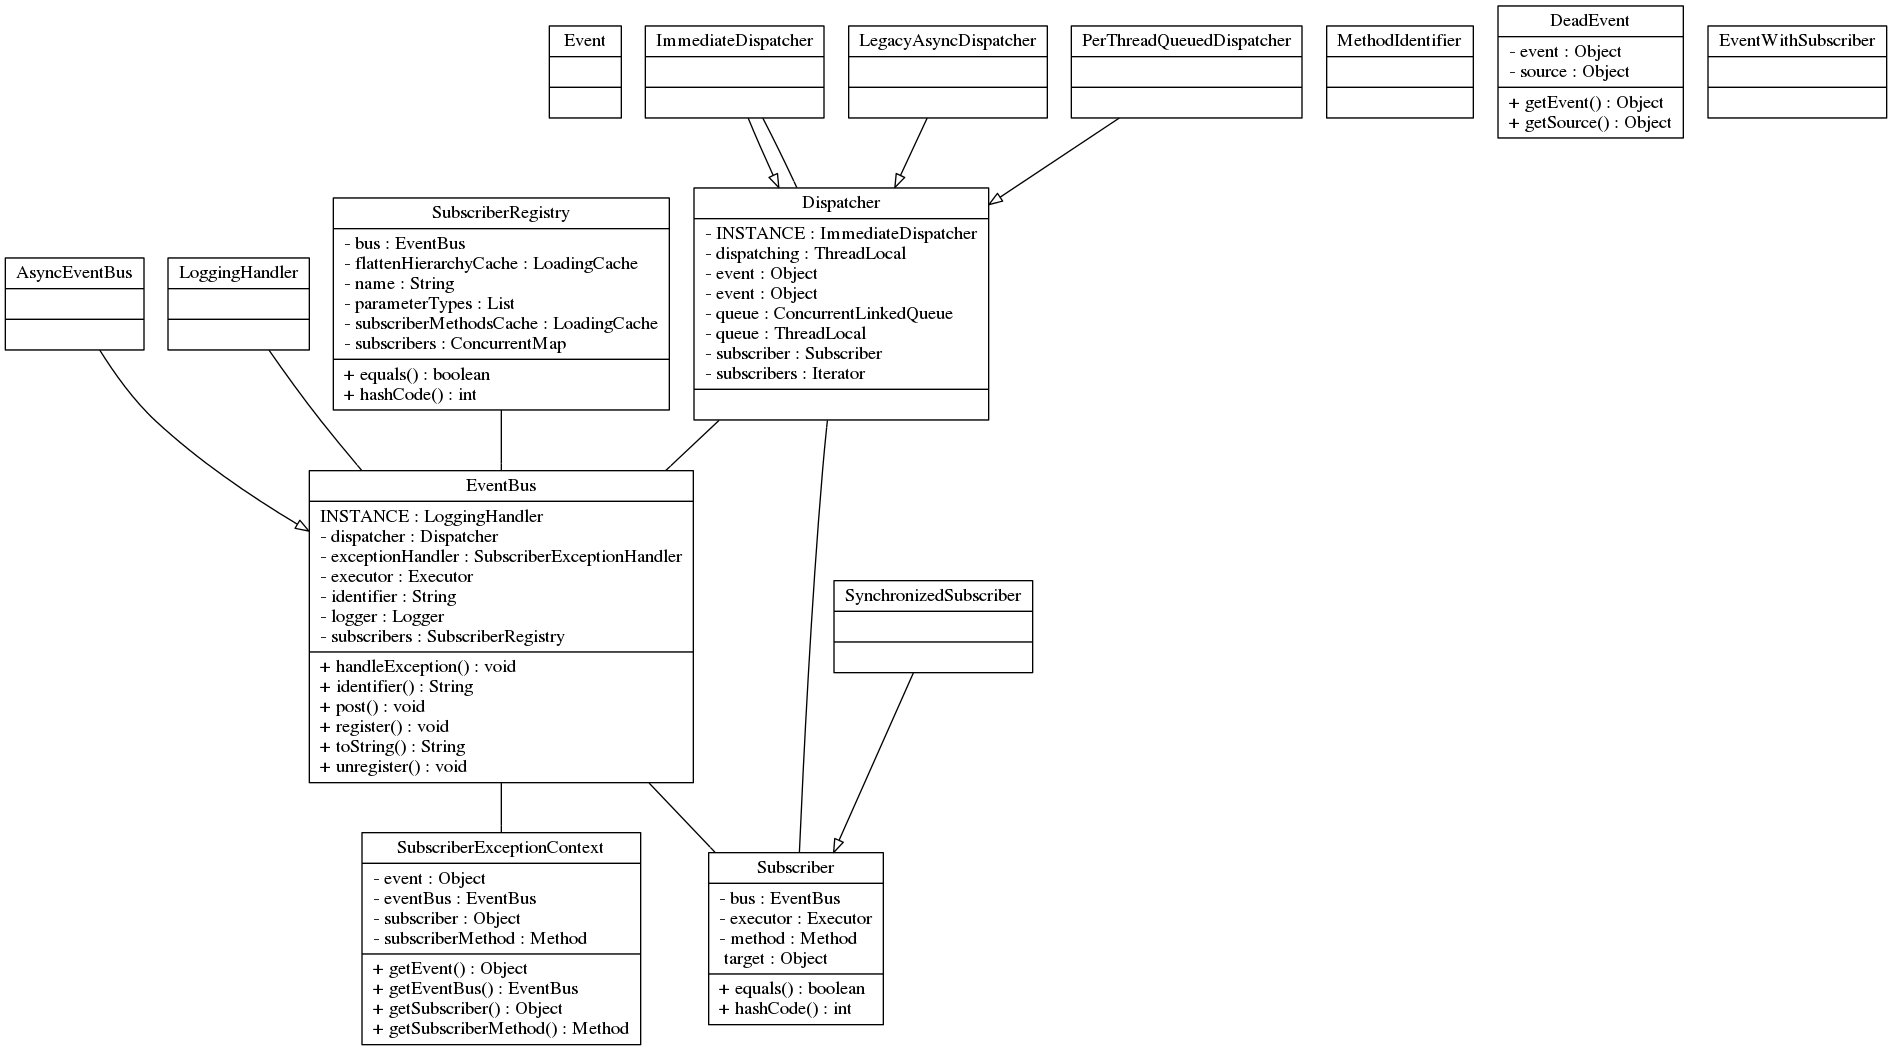 Event
ImmediateDispatcher
LegacyAsyncDispatcher
PerThreadQueuedDispatcher
MethodIdentifier
DeadEvent
- event : Object
- source : Object
+ getEvent() : Object
+ getSource() : Object
EventWithSubscriber
AsyncEventBus
LoggingHandler
SubscriberRegistry
- bus : EventBus
- flattenHierarchyCache : LoadingCache
- name : String
- parameterTypes : List
- subscriberMethodsCache : LoadingCache
- subscribers : ConcurrentMap
+ equals() : boolean
+ hashCode() : int
Dispatcher
- INSTANCE : ImmediateDispatcher
- dispatching : ThreadLocal
- event : Object
- event : Object
- queue : ConcurrentLinkedQueue
- queue : ThreadLocal
- subscriber : Subscriber
- subscribers : Iterator
EventBus
INSTANCE : LoggingHandler
- dispatcher : Dispatcher
- exceptionHandler : SubscriberExceptionHandler
- executor : Executor
- identifier : String
- logger : Logger
- subscribers : SubscriberRegistry
+ handleException() : void
+ identifier() : String
+ post() : void
+ register() : void
+ toString() : String
+ unregister() : void
SynchronizedSubscriber
SubscriberExceptionContext
- event : Object
- eventBus : EventBus
- subscriber : Object
- subscriberMethod : Method
+ getEvent() : Object
+ getEventBus() : EventBus
+ getSubscriber() : Object
+ getSubscriberMethod() : Method
Subscriber
- bus : EventBus
- executor : Executor
- method : Method
target : Object
+ equals() : boolean
+ hashCode() : int